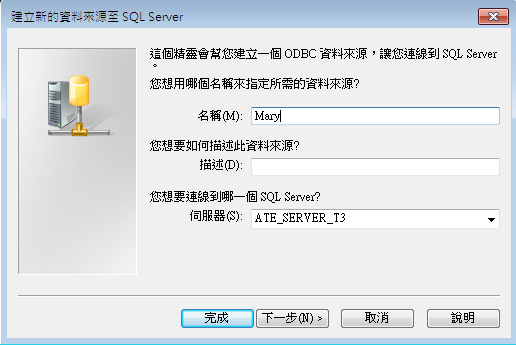 建立新的資料來源至 SQL Server
這個精靈會幫您建立一個 ODBC 資料來源，讓您連線到 SQL Server
。
您想用哪個名稱來指定所需的資料來源?
名稱(M): Mary
您想要如何描述此資料來源?
描述(D):
您想要連線到哪一個 SQL Server?
伺服器(S): ATE_SERVER_T3
完成 下一步(N) > 取消 說明